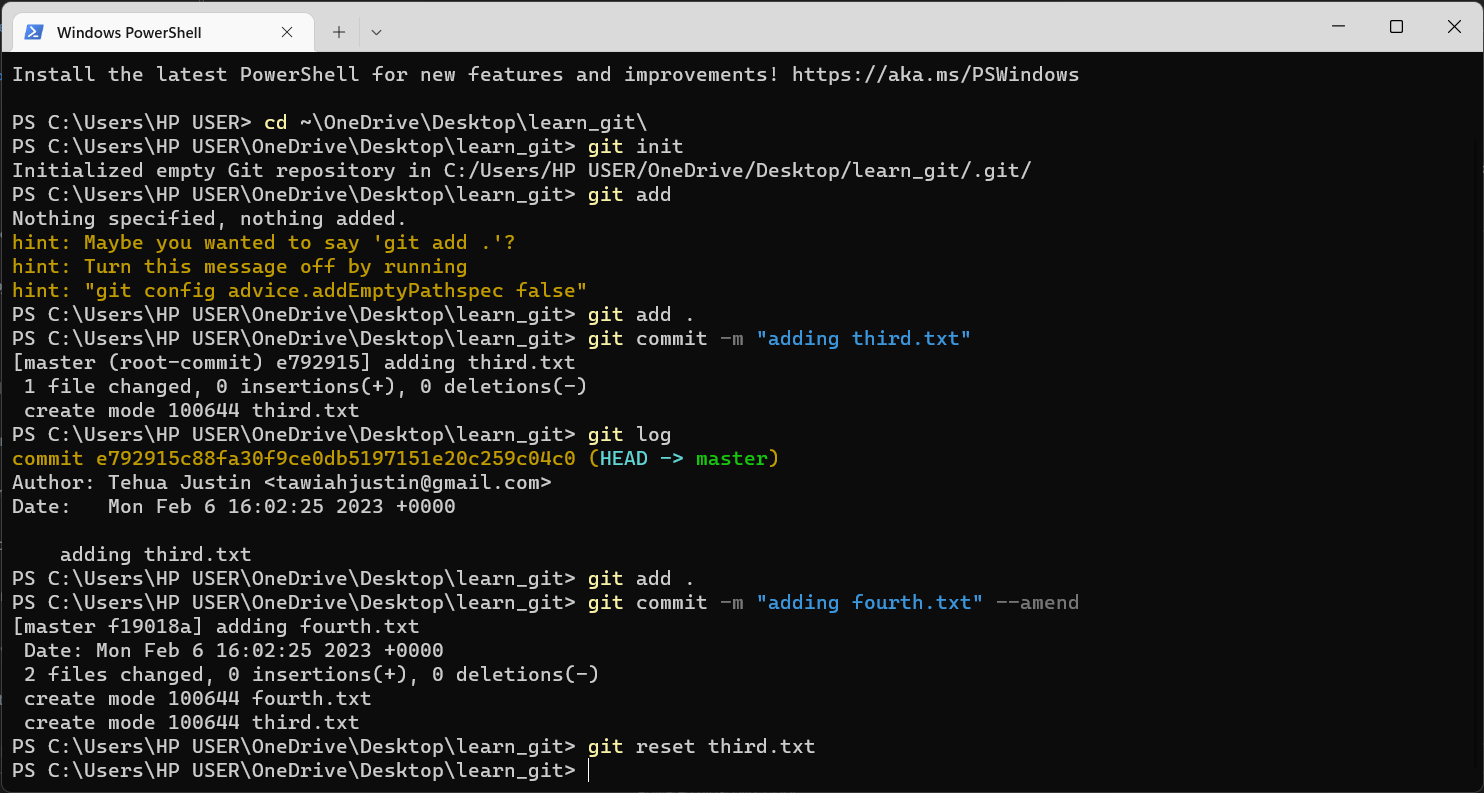 Windows PowerShell
Install the latest PowerShell for new features and improvements! https://aka.ms/PSWindows
PS C:\Users\HP USER> cd ~\OneDrive\Desktop\learn_git\
PS C:\Users\HP USER\OneDrive\Desktop\learn_git> git init
Initialized empty Git repository in C:/Users/HP USER/OneDrive/Desktop/learn_git/.git/
PS C:\Users\HP USER\OneDrive\Desktop\learn_git> git add
Nothing specified, nothing added.
hint: Maybe you wanted to say 'git add .'?
hint: Turn this message off by running
hint: "git config advice.addEmptyPathspec false"
PS C:\Users\HP USER\OneDrive\Desktop\learn_git> git add .
PS C:\Users\HP USER\OneDrive\Desktop\learn_git> git commit -m "adding third.txt"
[master (root-commit) e792915] adding third.txt
 1 file changed, 0 insertions(+), 0 deletions(-)
 create mode 100644 third.txt
PS C:\Users\HP USER\OneDrive\Desktop\learn_git> git log
commit e792915c88fa30f9ce0db5197151e20c259c04c0 (HEAD -> master)
Author: Tehua Justin <tawiahjustin@gmail.com>
Date:   Mon Feb 6 16:02:25 2023 +0000
    adding third.txt
PS C:\Users\HP USER\OneDrive\Desktop\learn_git> git add .
PS C:\Users\HP USER\OneDrive\Desktop\learn_git> git commit -m "adding fourth.txt" --amend
[master f19018a] adding fourth.txt
 Date: Mon Feb 6 16:02:25 2023 +0000
 2 files changed, 0 insertions(+), 0 deletions(-)
 create mode 100644 fourth.txt
 create mode 100644 third.txt
PS C:\Users\HP USER\OneDrive\Desktop\learn_git> git reset third.txt
PS C:\Users\HP USER\OneDrive\Desktop\learn_git>